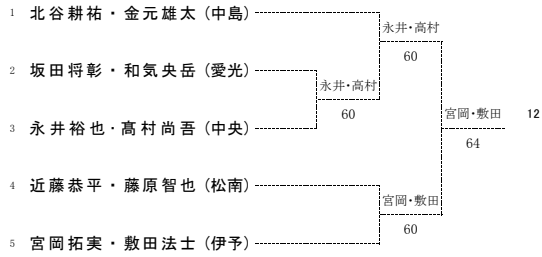 1 北谷耕祐・金元雄太(中島)
永井・高村
60
2 坂田将彰・和気央岳(愛光)
永井・高村
60
宮岡・敷田 12
64
3 永井裕也・髙村尚吾(中央)
4 近藤恭平・藤原智也(松南)
宮岡・敷田
60
5 宮岡拓実・敷田法士(伊予)